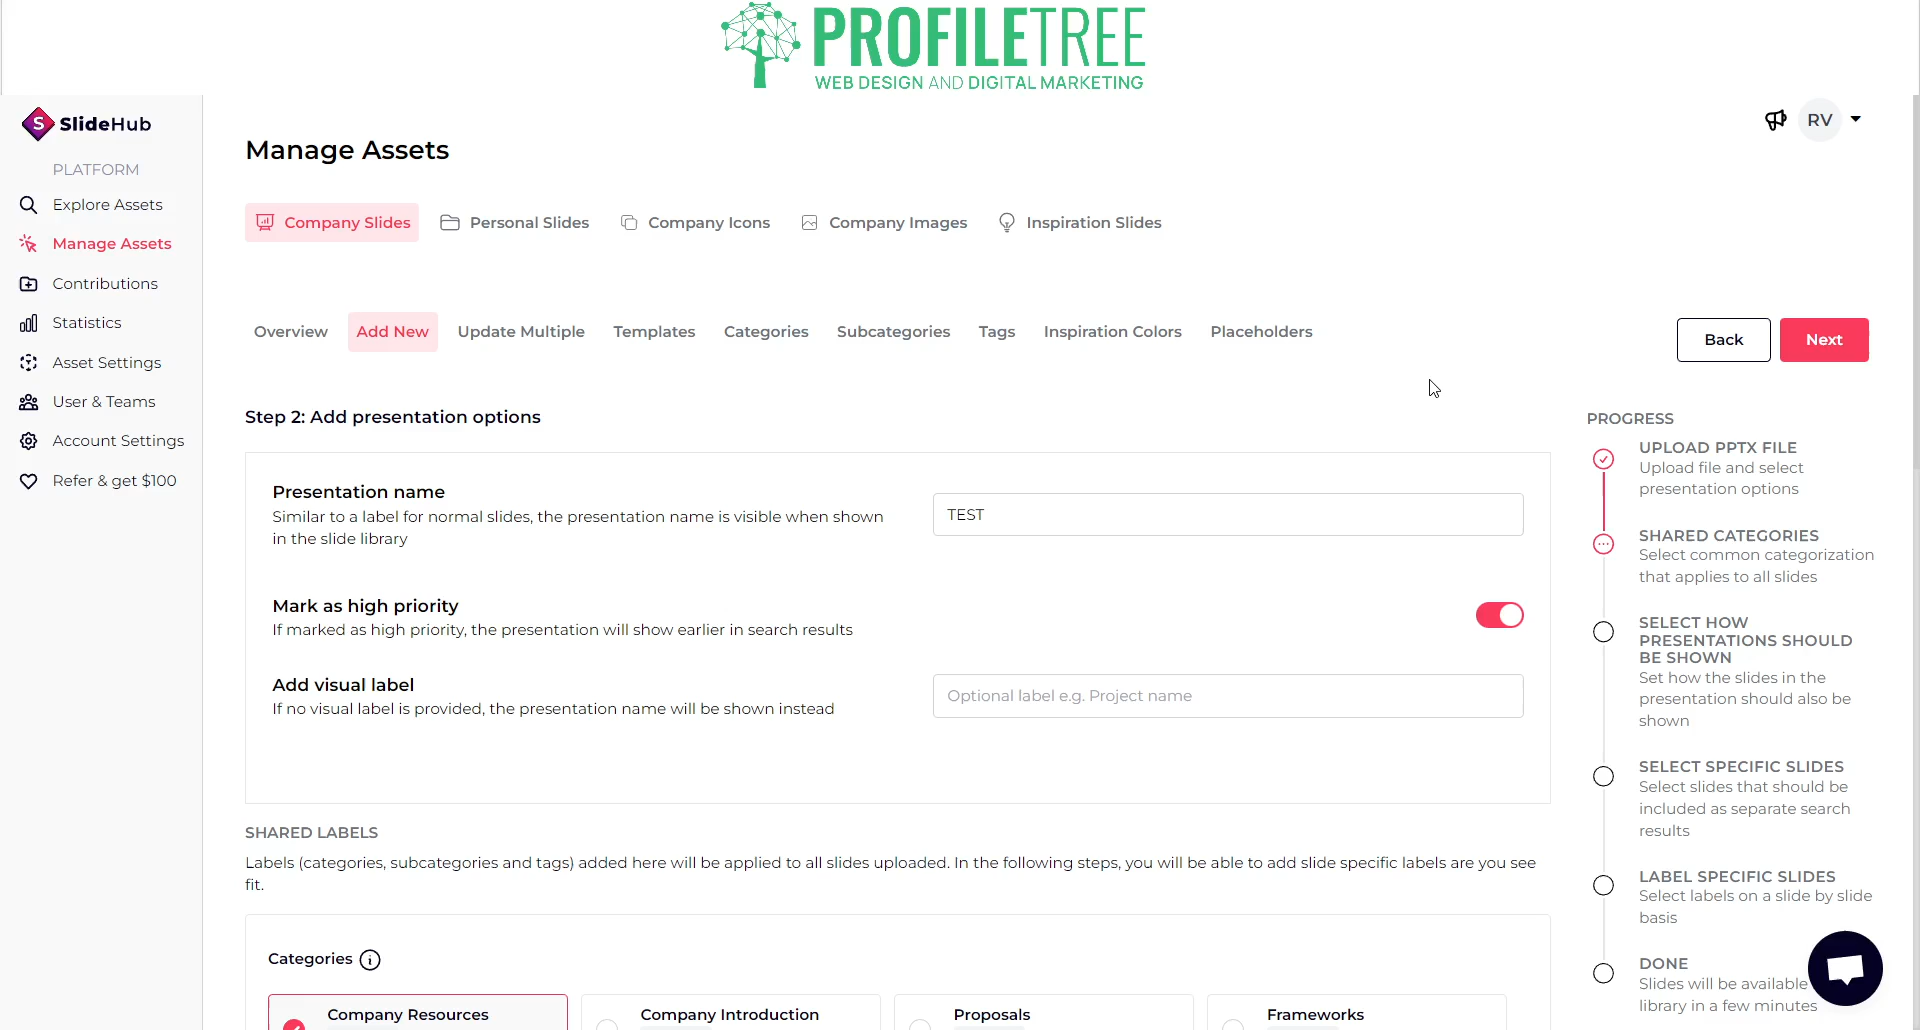 PROFILETREE
WEB DESIGN AND DIGITAL MARKETING
S SlideHub
PLATFORM
Explore Assets
Manage Assets
Contributions
Statistics
Asset Settings
User & Teams
Account Settings
Refer & get $100
RV
Manage Assets
Company Slides
Personal Slides
Company Icons
Company Images
Inspiration Slides
Overview
Add New
Update Multiple
Templates
Categories
Subcategories
Tags
Inspiration Colors
Placeholders
Back
Next
Step 2: Add presentation options
Presentation name
Similar to a label for normal slides, the presentation name is visible when shown
in the slide library
TEST
Mark as high priority
If marked as high priority, the presentation will show earlier in search results
Add visual label
If no visual label is provided, the presentation name will be shown instead
Optional label e.g. Project name
SHARED LABELS
Labels (categories, subcategories and tags) added here will be applied to all slides uploaded. In the following steps, you will be able to add slide specific labels are you see
fit.
Categories
Company Resources
Company Introduction
Proposals
Frameworks
PROGRESS
UPLOAD PPTX FILE
Upload file and select
presentation options
SHARED CATEGORIES
Select common categorization
that applies to all slides
SELECT HOW
PRESENTATIONS SHOULD
BE SHOWN
Set how the slides in the
presentation should also be
shown
SELECT SPECIFIC SLIDES
Select slides that should be
included as separate search
results
LABEL SPECIFIC SLIDES
Select labels on a slide by slide
basis
DONE
Slides will be available
library in a few minutes